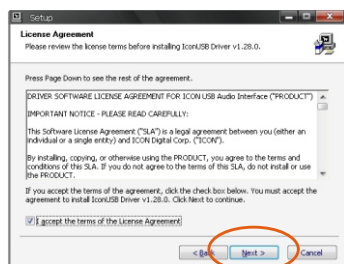 Setup
License Agreement
Please review the license terms before installing IconUSB Driver v1.28.0.
Press Page Down to see the rest of the agreement.
DRIVER SOFTWARE LICENSE AGREEMENT FOR ICON USB Audio Interface ("PRODUCT")
IMPORTANT NOTICE - PLEASE READ CAREFULLY:
This Software License Agreement ("SLA") is a legal agreement between you (either an
individual or a single entity) and ICON Digital Corp. ("ICON").
By installing, copying, or otherwise using the PRODUCT, you agree to the terms and
conditions of this SLA. If you do not agree to the terms of this SLA, do not install or use
the PRODUCT.
If you accept the terms of the agreement, click the check box below. You must accept the
agreement to install IconUSB Driver v1.28.0. Click Next to continue.
I accept the terms of the License Agreement
< Back Next > Cancel